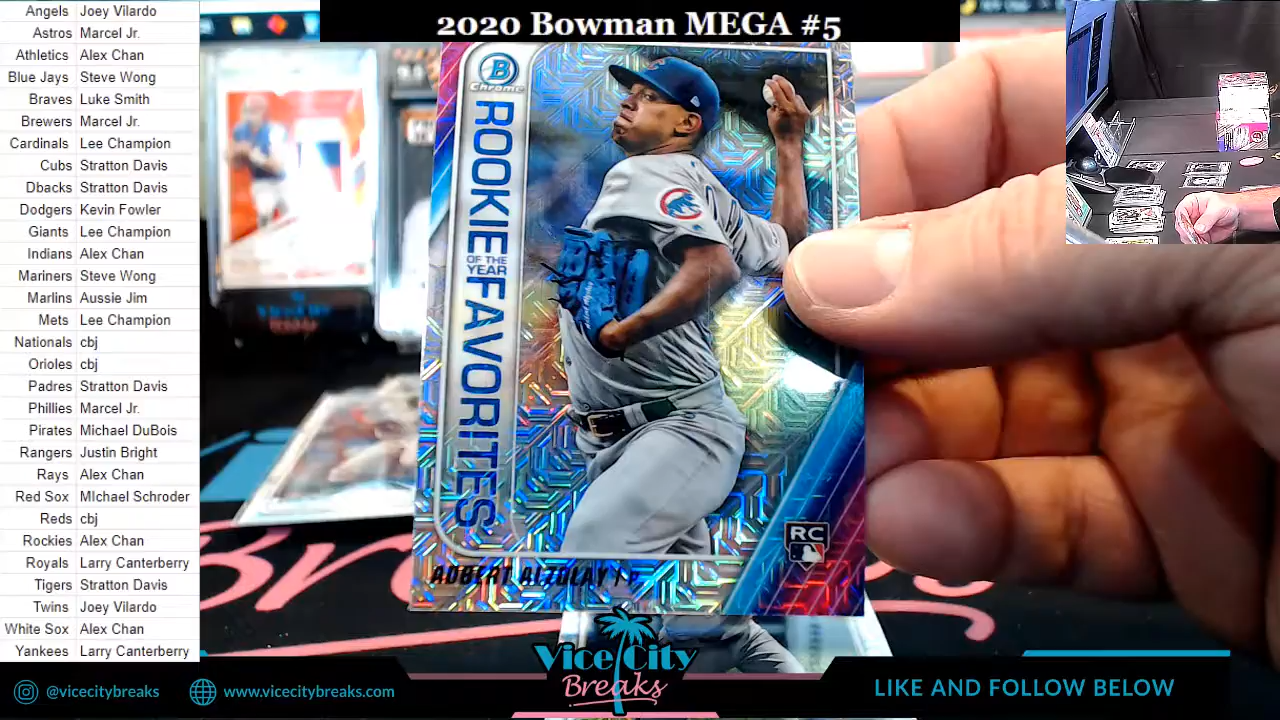 2020 Bowman MEGA #5
Angels Joey Vilardo
Astros Marcel Jr.
Athletics Alex Chan
Blue Jays Steve Wong
Braves Luke Smith
Brewers Marcel Jr.
Cardinals Lee Champion
Cubs Stratton Davis
Dbacks Stratton Davis
Dodgers Kevin Fowler
Giants Lee Champion
Indians Alex Chan
Mariners Steve Wong
Marlins Aussie Jim
Mets Lee Champion
Nationals cbj
Orioles cbj
Padres Stratton Davis
Phillies Marcel Jr.
Pirates Michael DuBois
Rangers Justin Bright
Rays Alex Chan
Red Sox MIchael Schroder
Reds cbj
Rockies Alex Chan
Royals Larry Canterberry
Tigers Stratton Davis
Twins Joey Vilardo
White Sox Alex Chan
Yankees Larry Canterberry
B
Chrome
ROOKIE
OF THE
YEAR
FAVORITES
RC
ADBERT ALZOLAY / P
Vice City
Breaks
@vicecitybreaks
www.vicecitybreaks.com
LIKE AND FOLLOW BELOW